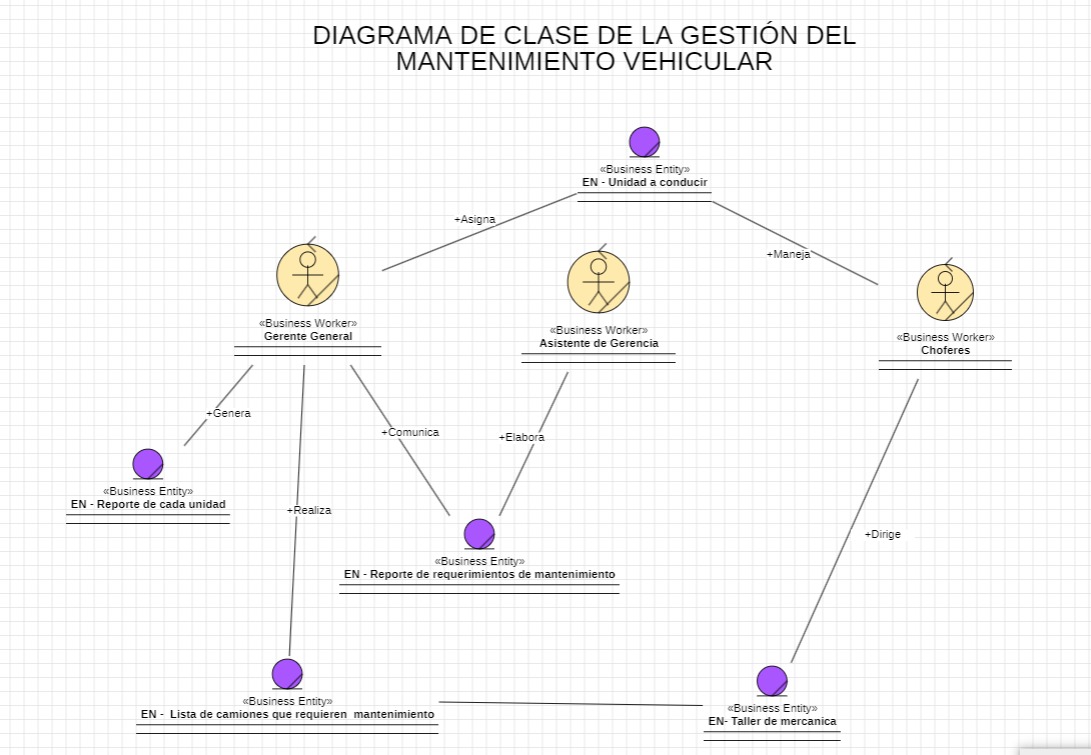 DIAGRAMA DE CLASE DE LA GESTIÓN DEL
MANTENIMIENTO VEHICULAR
«Business Entity»
EN - Unidad a conducir
+Asigna
+Maneja
«Business Worker»
Gerente General
«Business Worker»
Asistente de Gerencia
«Business Worker»
Choferes
+Genera
+Comunica
+Elabora
«Business Entity»
EN - Reporte de cada unidad
+Realiza
+Dirige
«Business Entity»
EN - Reporte de requerimientos de mantenimiento
«Business Entity»
EN - Lista de camiones que requieren mantenimiento
«Business Entity»
EN- Taller de mercanica